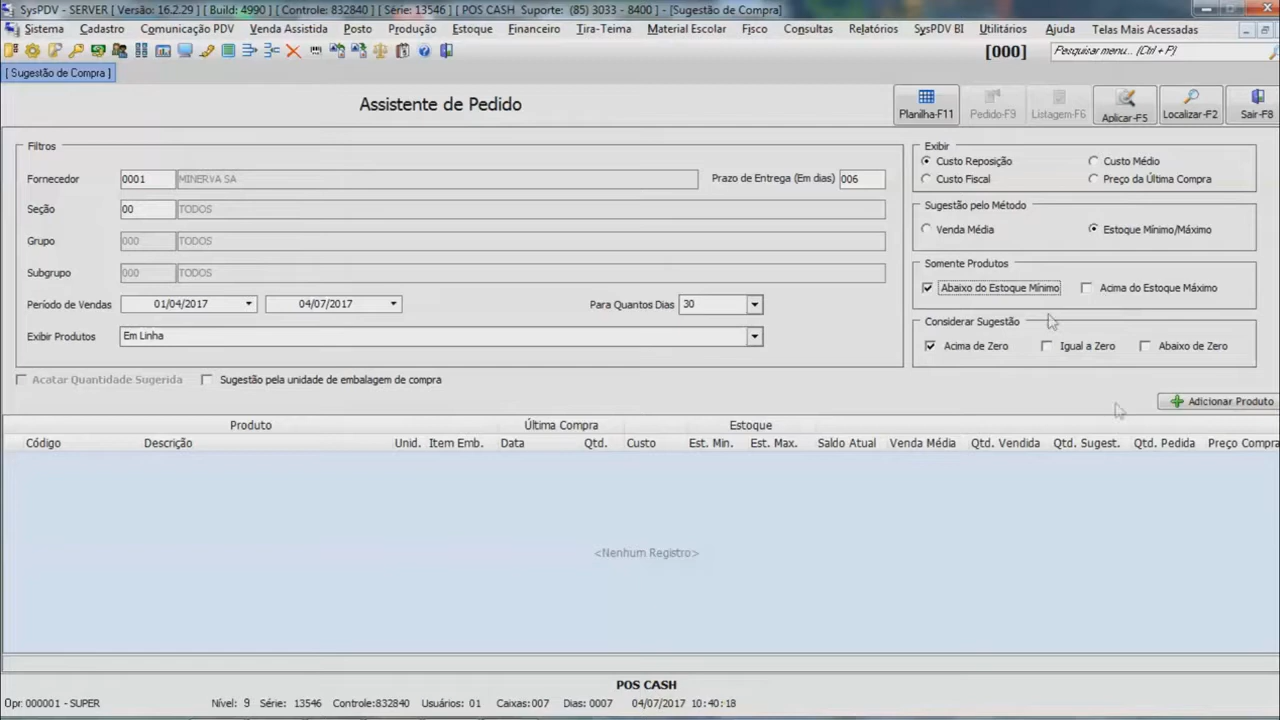 SysPDV - SERVER [ Versão: 16.2.29 ] [ Build: 4990 ] [ Controle: 832840 ] [ Série: 13546 ] [ POS CASH Suporte: (85) 3033 - 8400 ] - [Sugestão de Compra]
Sistema Cadastro Comunicação PDV Venda Assistida Posto Produção Estoque Financeiro Tira-Teima Material Escolar Fisco Consultas Relatórios SysPDV BI Utilitários Ajuda Telas Mais Acessadas
[000] Pesquisar menu... (Ctrl + P)
[ Sugestão de Compra ]
Assistente de Pedido
Planilha-F11 Pedido-F9 Listagem-F6 Aplicar-F5 Localizar-F2 Sair-F8
Filtros
Fornecedor 0001 MINERVA SA Prazo de Entrega (Em dias) 006
Seção 00 TODOS
Grupo 000 TODOS
Subgrupo 000 TODOS
Período de Vendas 01/04/2017 04/07/2017 Para Quantos Dias 30
Exibir Produtos Em Linha
Exibir
Custo Reposição Custo Médio
Custo Fiscal Preço da Última Compra
Sugestão pelo Método
Venda Média Estoque Mínimo/Máximo
Somente Produtos
Abaixo do Estoque Mínimo Acima do Estoque Máximo
Considerar Sugestão
Acima de Zero Igual a Zero Abaixo de Zero
Acatar Quantidade Sugerida Sugestão pela unidade de embalagem de compra
Adicionar Produto
Produto Última Compra Estoque
Código Descrição Unid. Item Emb. Data Qtd. Custo Est. Min. Est. Max. Saldo Atual Venda Média Qtd. Vendida Qtd. Sugest. Qtd. Pedida Preço Compra
<Nenhum Registro>
POS CASH
Opr: 000001 - SUPER Nível: 9 Série: 13546 Controle:832840 Usuários: 01 Caixas:007 Dias: 0007 04/07/2017 10:40:18